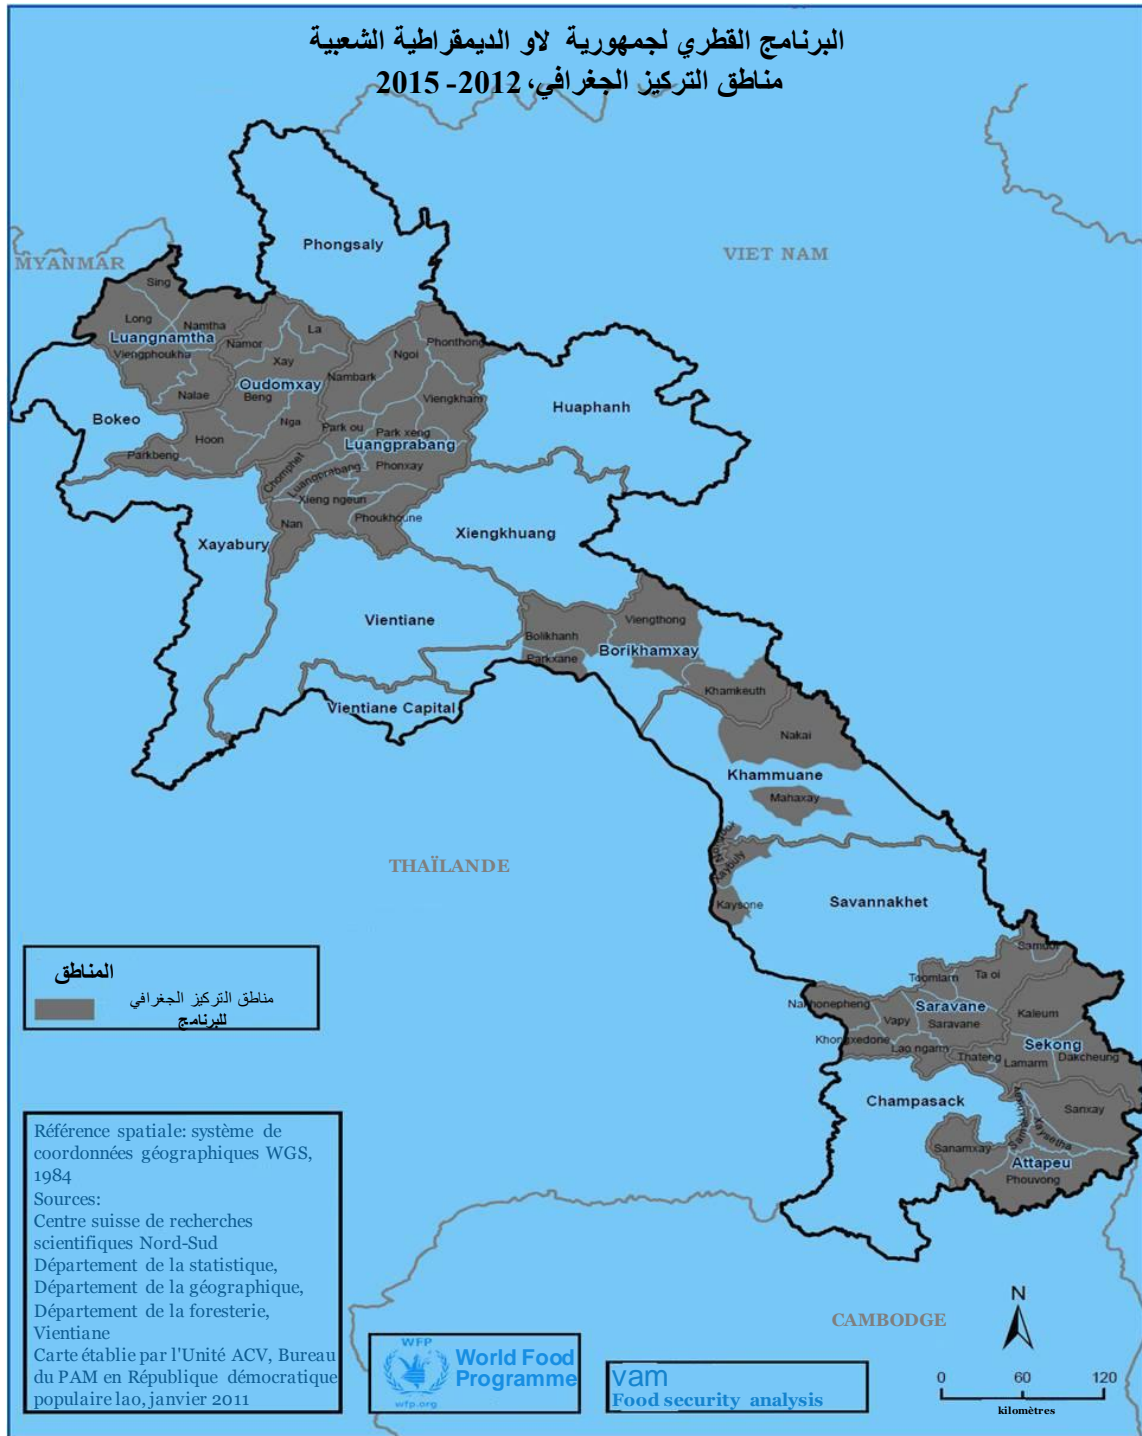 البرنامج القطري لجمهورية لاو الديمقراطية الشعبية
مناطق التركيز الجغرافي، 2012- 2015
Phongsaly
VIET NAM
MYANMAR
Sing
Long
Namtha
Luangnamtha
Viengphoukha
Nalae
La
Namor
Xay
Oudomxay
Beng
Nga
Hoon
Parkbeng
Bokeo
Ngoi
Phonthong
Nambark
Viengkham
Park ou
Park xeng
Luangprabang
Chomphet
Luangprabang
Phonxay
Xieng ngeun
Phoukhoune
Nan
Huaphanh
Xiengkhuang
Xayabury
Vientiane
Vientiane Capital
Bolikhanh
Parkxane
Viengthong
Borikhamxay
Khamkeuth
Nakai
Khammuane
Mahaxay
Xaybuly
Kaysone
THAÏLANDE
Savannakhet
Samuoi
Toomlarn
Ta oi
Saravane
Nakhonepheng
Vapy
Saravane
Khongxedone
Lao ngarm
Kaleum
Sekong
Thateng
Lamarm
Dakcheung
Champasack
Sanxay
Samakkhixay
Xaysetha
Sanamxay
Attapeu
Phouvong
المناطق
مناطق التركيز الجغرافي
للبرنامج
Référence spatiale: système de
coordonnées géographiques WGS,
1984
Sources:
Centre suisse de recherches
scientifiques Nord-Sud
Département de la statistique,
Département de la géographique,
Département de la foresterie,
Vientiane
Carte établie par l'Unité ACV, Bureau
du PAM en République démocratique
populaire lao, janvier 2011
WFP
wfp.org
World Food
Programme
vam
Food security analysis
CAMBODGE
N
0 60 120
kilomètres